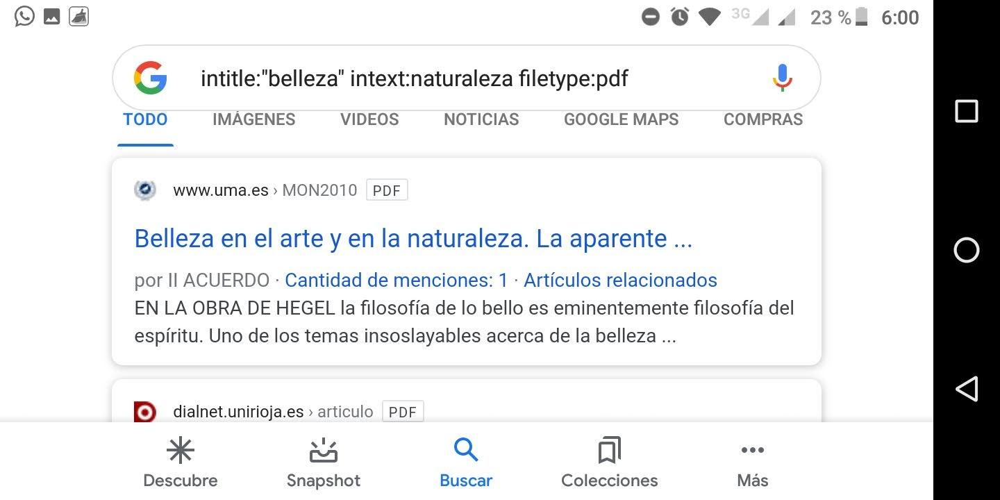 3G 23 % 6:00
intitle:"belleza" intext:naturaleza filetype:pdf
TODO IMÁGENES VIDEOS NOTICIAS GOOGLE MAPS COMPRAS
www.uma.es › MON2010 PDF
Belleza en el arte y en la naturaleza. La aparente ...
por II ACUERDO · Cantidad de menciones: 1 · Artículos relacionados
EN LA OBRA DE HEGEL la filosofía de lo bello es eminentemente filosofía del
espíritu. Uno de los temas insoslayables acerca de la belleza ...
dialnet.unirioja.es › articulo PDF
Descubre Snapshot Buscar Colecciones Más